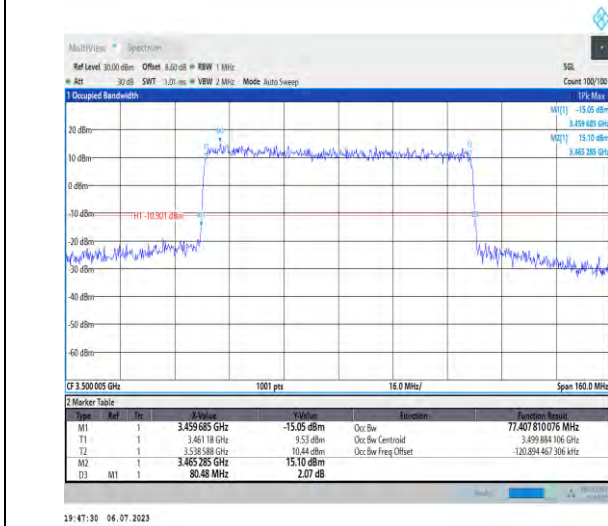 MultiView Spectrum
Ref Level 30.00 dBm Offset 8.60 dB RBW 1 MHz SGL
Att 30 dB SWT 1.01 ms VBW 2 MHz Mode Auto Sweep Count 100/100
1 Occupied Bandwidth 1Pk Max
M1[1] -15.05 dBm
3.459 685 GHz
M2[1] 15.10 dBm
3.465 285 GHz
M2
T1
20 dBm
10 dBm
0 dBm
-10 dBm
H1 -10.901 dBm
-20 dBm
-30 dBm
-40 dBm
-50 dBm
-60 dBm
CF 3.500 005 GHz 1001 pts 16.0 MHz/ Span 160.0 MHz
2 Marker Table
Type Ref Trc X-Value Y-Value Function Function Result
M1 1 3.459 685 GHz -15.05 dBm Occ Bw 77.407 810 076 MHz
T1 1 3.461 18 GHz 9.53 dBm Occ Bw Centroid 3.499 884 106 GHz
T2 1 3.538 588 GHz 10.44 dBm Occ Bw Freq Offset -120.894 467 306 kHz
M2 1 3.465 285 GHz 15.10 dBm
D3 M1 1 80.48 MHz 2.07 dB
19:47:30 06.07.2023